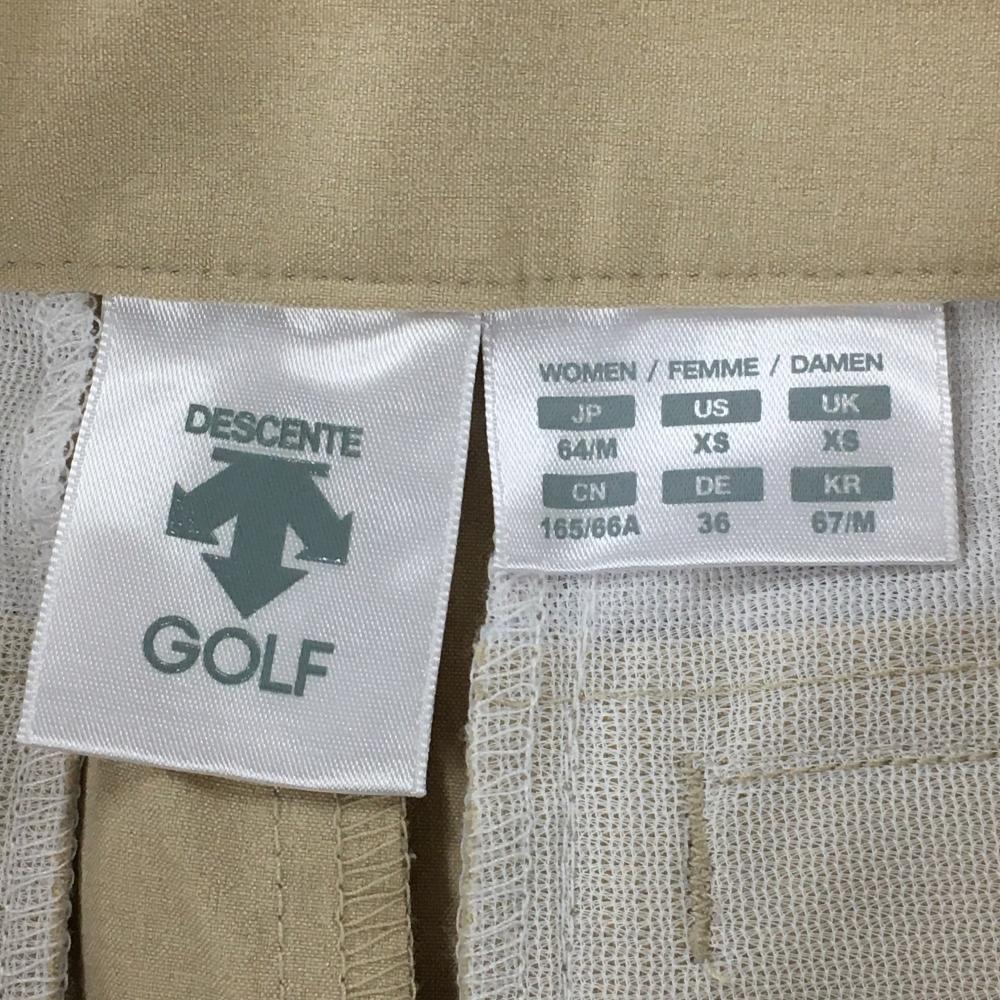 DESCENTE
GOLF
WOMEN / FEMME / DAMEN
JP US UK
64/M XS XS
CN DE KR
165/66A 36 67/M